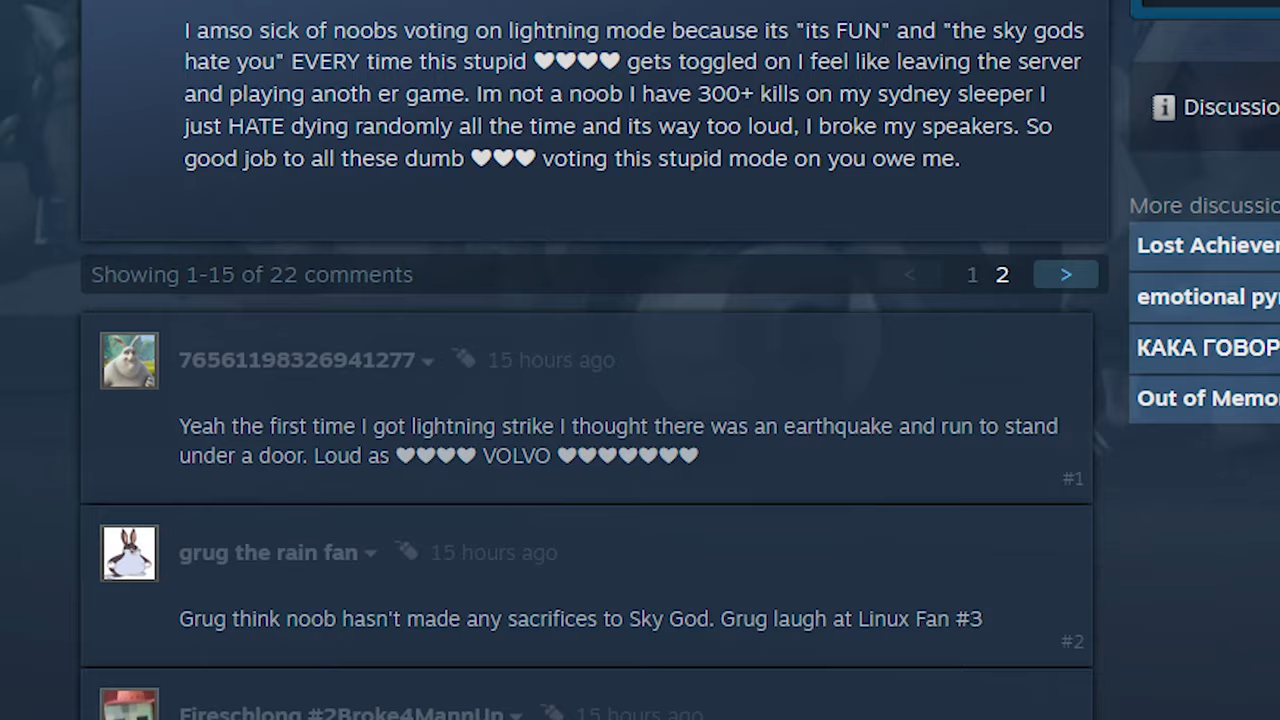 I amso sick of noobs voting on lightning mode because its "its FUN" and "the sky gods
hate you" EVERY time this stupid ♥♥♥♥ gets toggled on I feel like leaving the server
and playing anoth er game. Im not a noob I have 300+ kills on my sydney sleeper I
just HATE dying randomly all the time and its way too loud, I broke my speakers. So
good job to all these dumb ♥♥♥ voting this stupid mode on you owe me.
Showing 1-15 of 22 comments
< 1 2 >
76561198326941277 15 hours ago
Yeah the first time I got lightning strike I thought there was an earthquake and run to stand
under a door. Loud as ♥♥♥♥ VOLVO ♥♥♥♥♥♥♥
#1
grug the rain fan 15 hours ago
Grug think noob hasn't made any sacrifices to Sky God. Grug laugh at Linux Fan #3
#2
Fireschlong #2Broke4MannUp 15 hours ago
Discussio
More discussio
Lost Achiever
emotional pyr
КАКА ГОВОР
Out of Memo